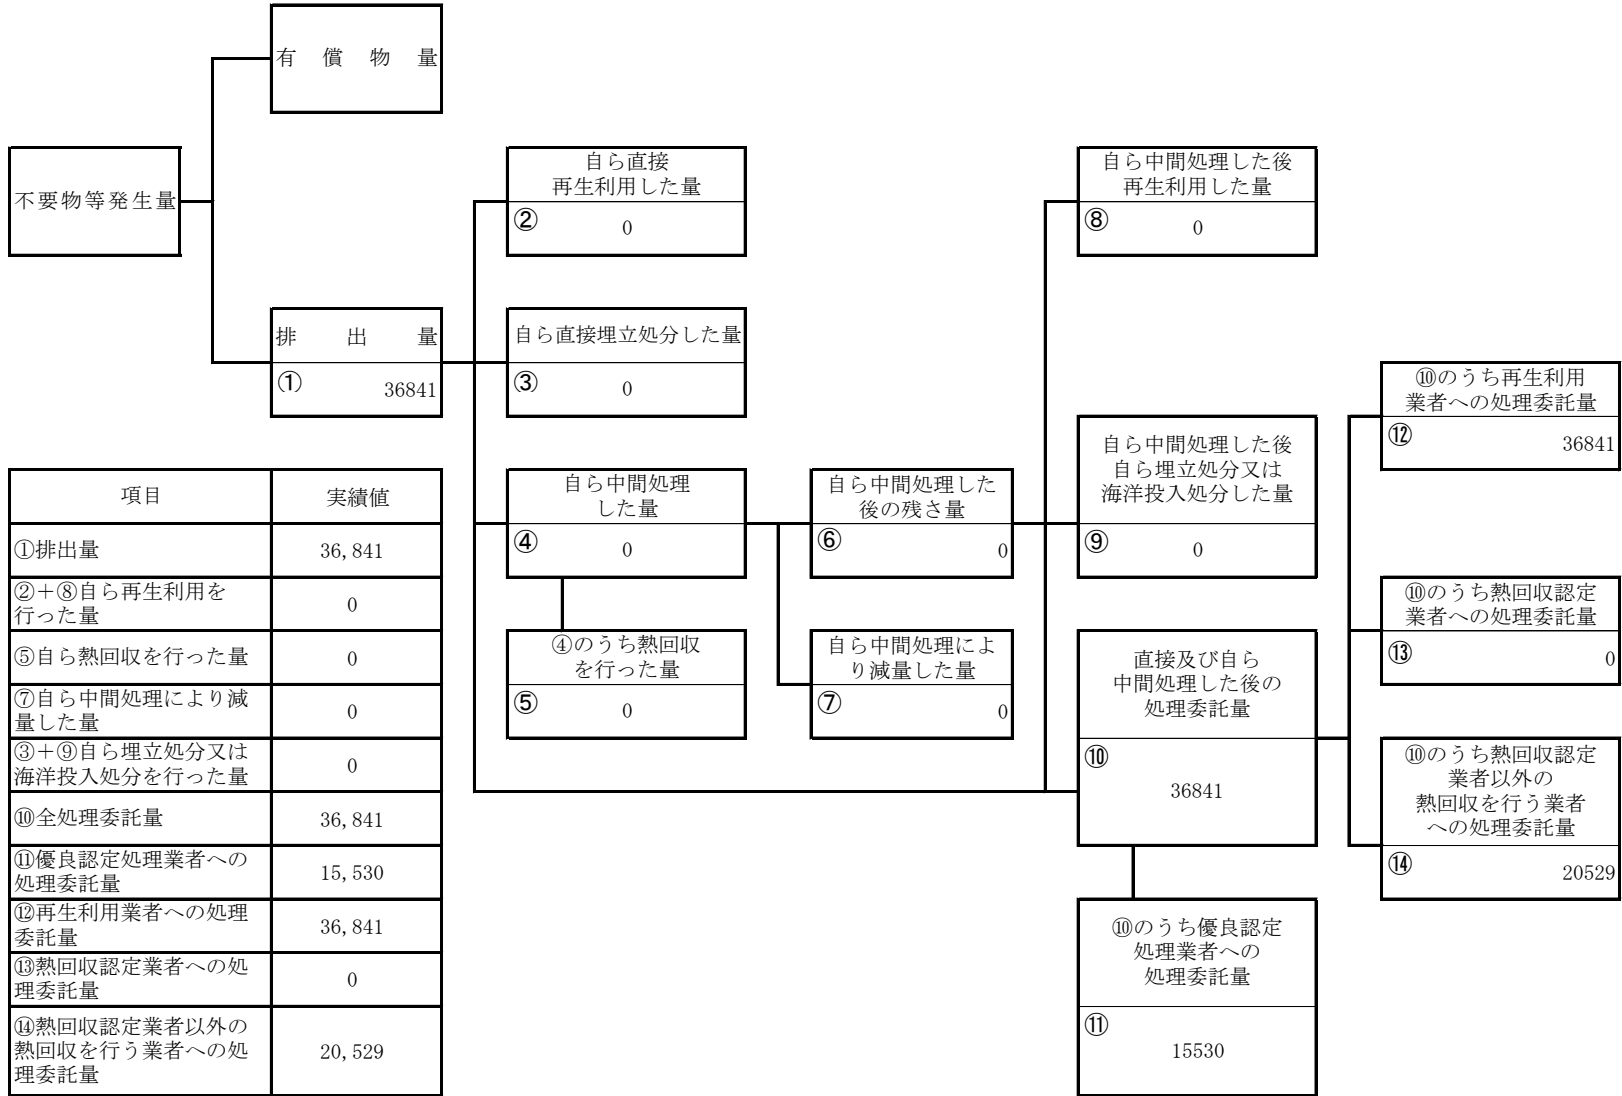 有償物量
不要物等発生量
排出量
① 36841
自ら直接
再生利用した量
② 0
自ら直接埋立処分した量
③ 0
自ら中間処理
した量
④ 0
④のうち熱回収
を行った量
⑤ 0
自ら中間処理した
後の残さ量
⑥ 0
自ら中間処理によ
り減量した量
⑦ 0
自ら中間処理した後
再生利用した量
⑧ 0
自ら中間処理した後
自ら埋立処分又は
海洋投入処分した量
⑨ 0
直接及び自ら
中間処理した後の
処理委託量
⑩
36841
⑩のうち優良認定
処理業者への
処理委託量
⑪
15530
⑩のうち再生利用
業者への処理委託量
⑫ 36841
⑩のうち熱回収認定
業者への処理委託量
⑬ 0
⑩のうち熱回収認定
業者以外の
熱回収を行う業者
への処理委託量
⑭ 20529
項目 実績値
①排出量 36,841
②＋⑧自ら再生利用を
行った量 0
⑤自ら熱回収を行った量 0
⑦自ら中間処理により減
量した量 0
③＋⑨自ら埋立処分又は
海洋投入処分を行った量 0
⑩全処理委託量 36,841
⑪優良認定処理業者への
処理委託量 15,530
⑫再生利用業者への処理
委託量 36,841
⑬熱回収認定業者への処
理委託量 0
⑭熱回収認定業者以外の
熱回収を行う業者への処
理委託量 20,529